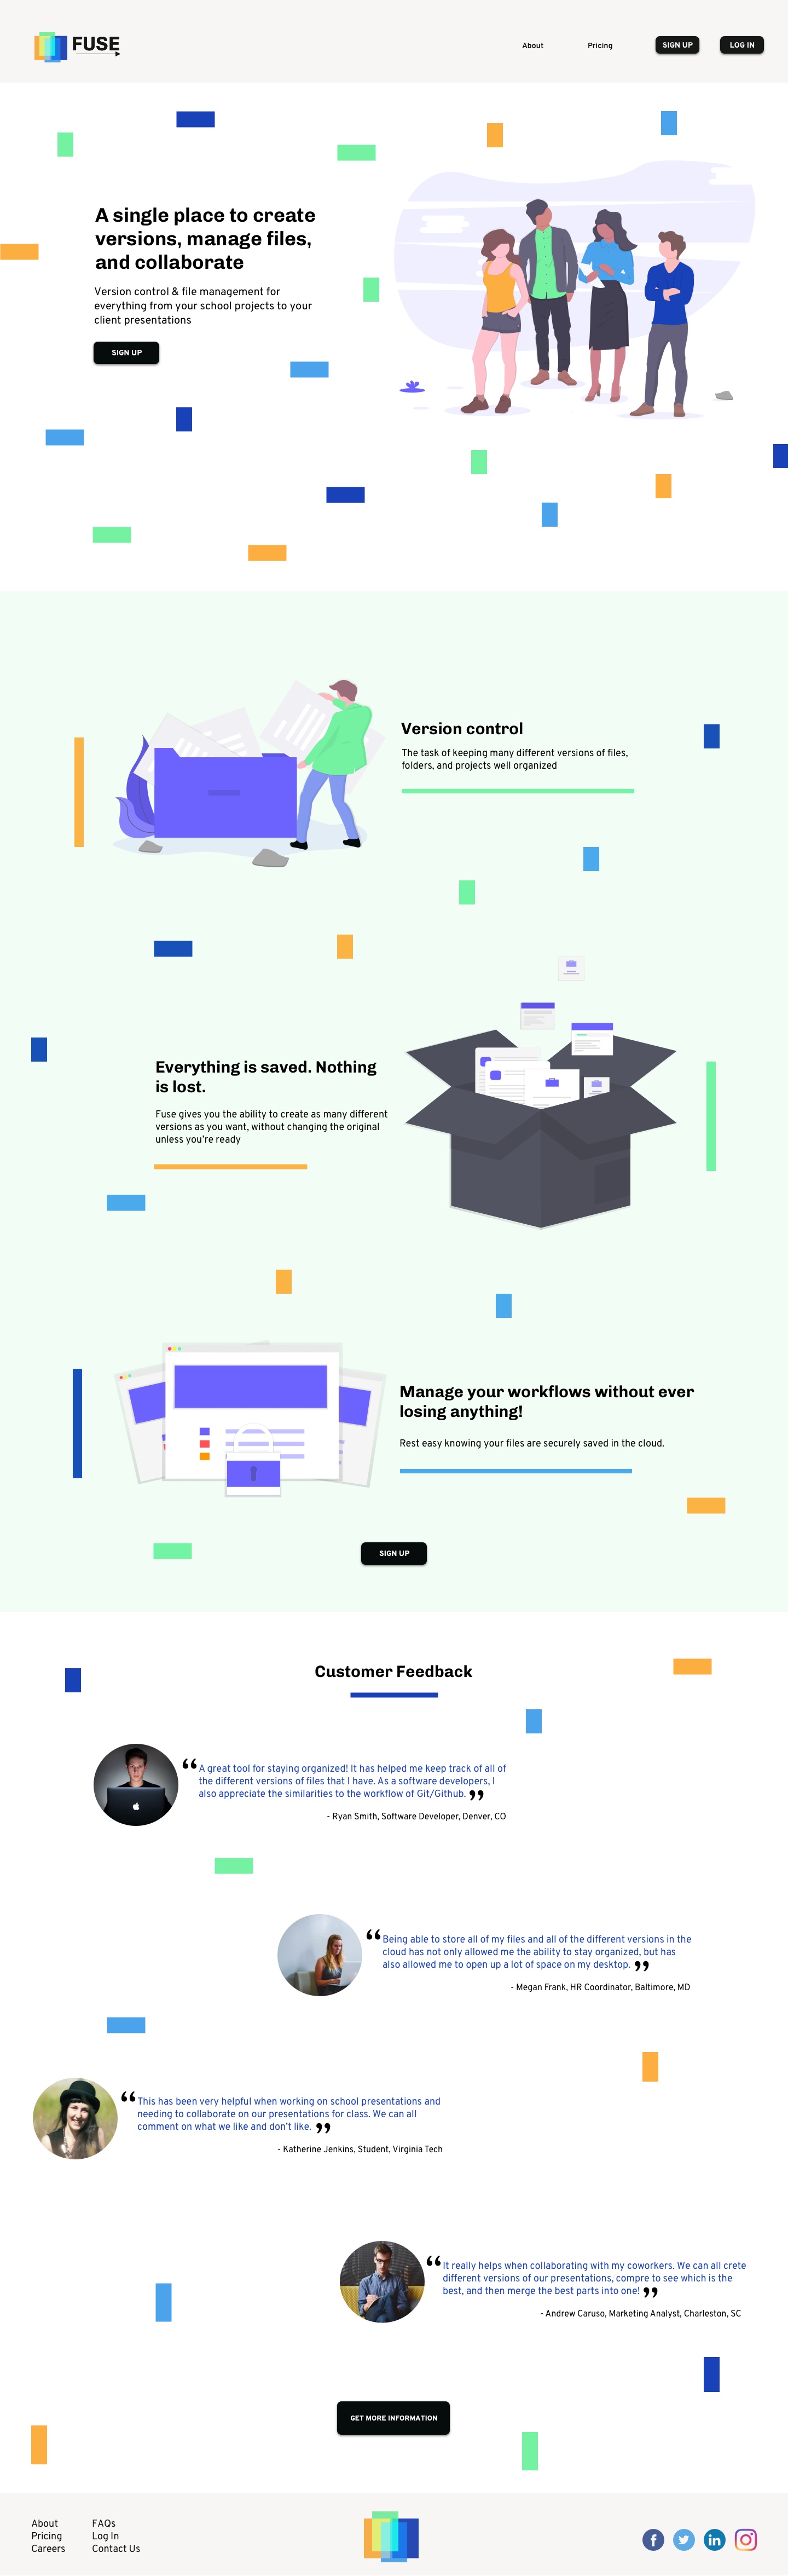 FUSE
About
Pricing
SIGN UP
LOG IN
A single place to create
versions, manage files,
and collaborate
Version control & file management for
everything from your school projects to your
client presentations
SIGN UP
Version control
The task of keeping many different versions of files,
folders, and projects well organized
Everything is saved. Nothing
is lost.
Fuse gives you the ability to create as many different
versions as you want, without changing the original
unless you're ready
Manage your workflows without ever
losing anything!
Rest easy knowing your files are securely saved in the cloud.
SIGN UP
Customer Feedback
“A great tool for staying organized! It has helped me keep track of all of
the different versions of files that I have. As a software developers, I
also appreciate the similarities to the workflow of Git/Github. ”
- Ryan Smith, Software Developer, Denver, CO
“Being able to store all of my files and all of the different versions in the
cloud has not only allowed me the ability to stay organized, but has
also allowed me to open up a lot of space on my desktop. ”
- Megan Frank, HR Coordinator, Baltimore, MD
“This has been very helpful when working on school presentations and
needing to collaborate on our presentations for class. We can all
comment on what we like and don't like. ”
- Katherine Jenkins, Student, Virginia Tech
“It really helps when collaborating with my coworkers. We can all crete
different versions of our presentations, compre to see which is the
best, and then merge the best parts into one! ”
- Andrew Caruso, Marketing Analyst, Charleston, SC
GET MORE INFORMATION
About
Pricing
Careers
FAQs
Log In
Contact Us
f
in